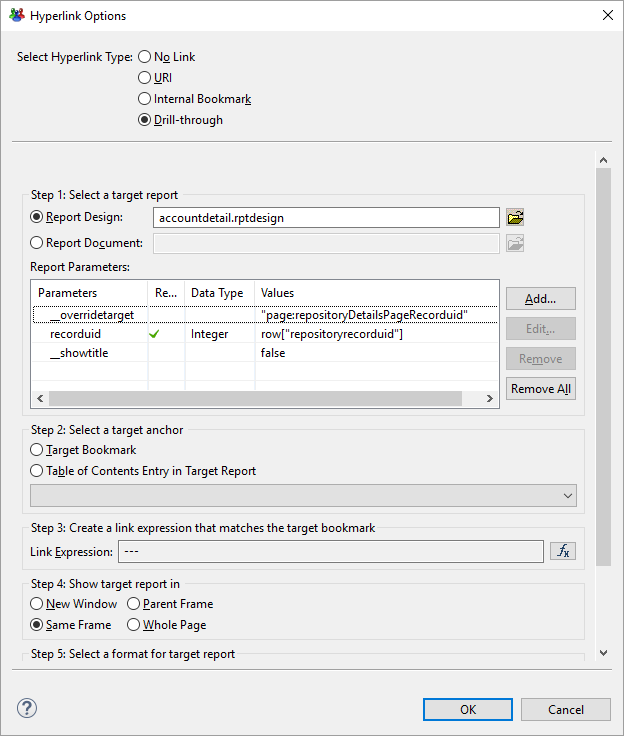 Hyperlink Options
Select Hyperlink Type: No Link
URI
Internal Bookmark
Drill-through
Step 1: Select a target report
Report Design: accountdetail.rptdesign
Report Document:
Report Parameters:
Parameters Re... Data Type Values
__overridetarget "page:repositoryDetailsPageRecorduid"
recorduid Integer row["repositoryrecorduid"]
__showtitle false
Add...
Edit...
Remove
Remove All
Step 2: Select a target anchor
Target Bookmark
Table of Contents Entry in Target Report
Step 3: Create a link expression that matches the target bookmark
Link Expression: --- fx
Step 4: Show target report in
New Window Parent Frame
Same Frame Whole Page
Step 5: Select a format for target report
? OK Cancel